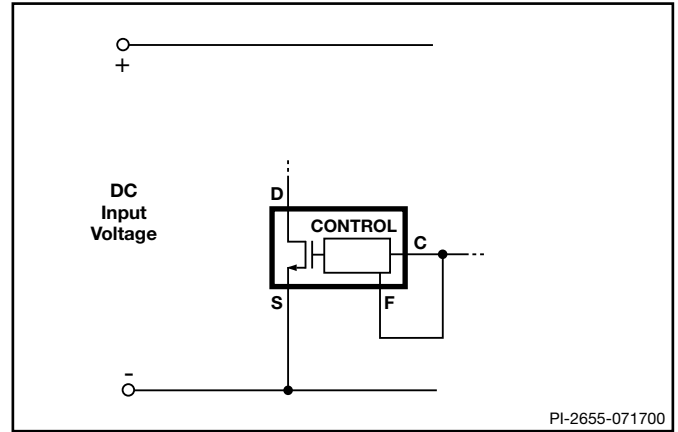 +
DC
Input
Voltage
D
CONTROL
C
S
F
-
PI-2655-071700